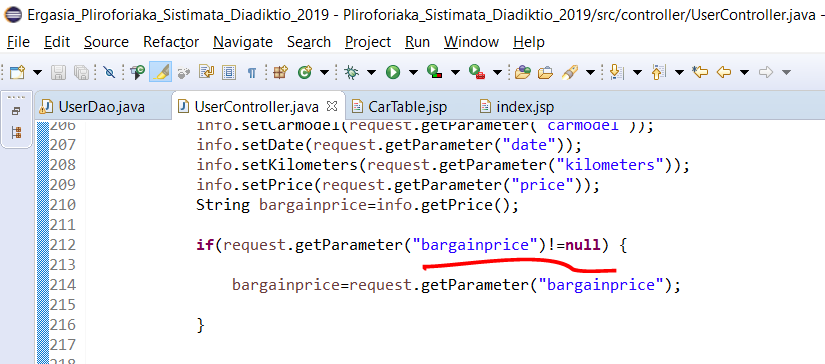 Ergasia_Pliroforiaka_Sistimata_Diadiktio_2019 - Pliroforiaka_Sistimata_Diadiktio_2019/src/controller/UserController.java -
File Edit Source Refactor Navigate Search Project Run Window Help
UserDao.java UserController.java CarTable.jsp index.jsp
206 info.setCarmodel(request.getParameter("carmodel"));
207 info.setDate(request.getParameter("date"));
208 info.setKilometers(request.getParameter("kilometers"));
209 info.setPrice(request.getParameter("price"));
210 String bargainprice=info.getPrice();
211
212 if(request.getParameter("bargainprice")!=null) {
213
214 bargainprice=request.getParameter("bargainprice");
215
216 }
217
218